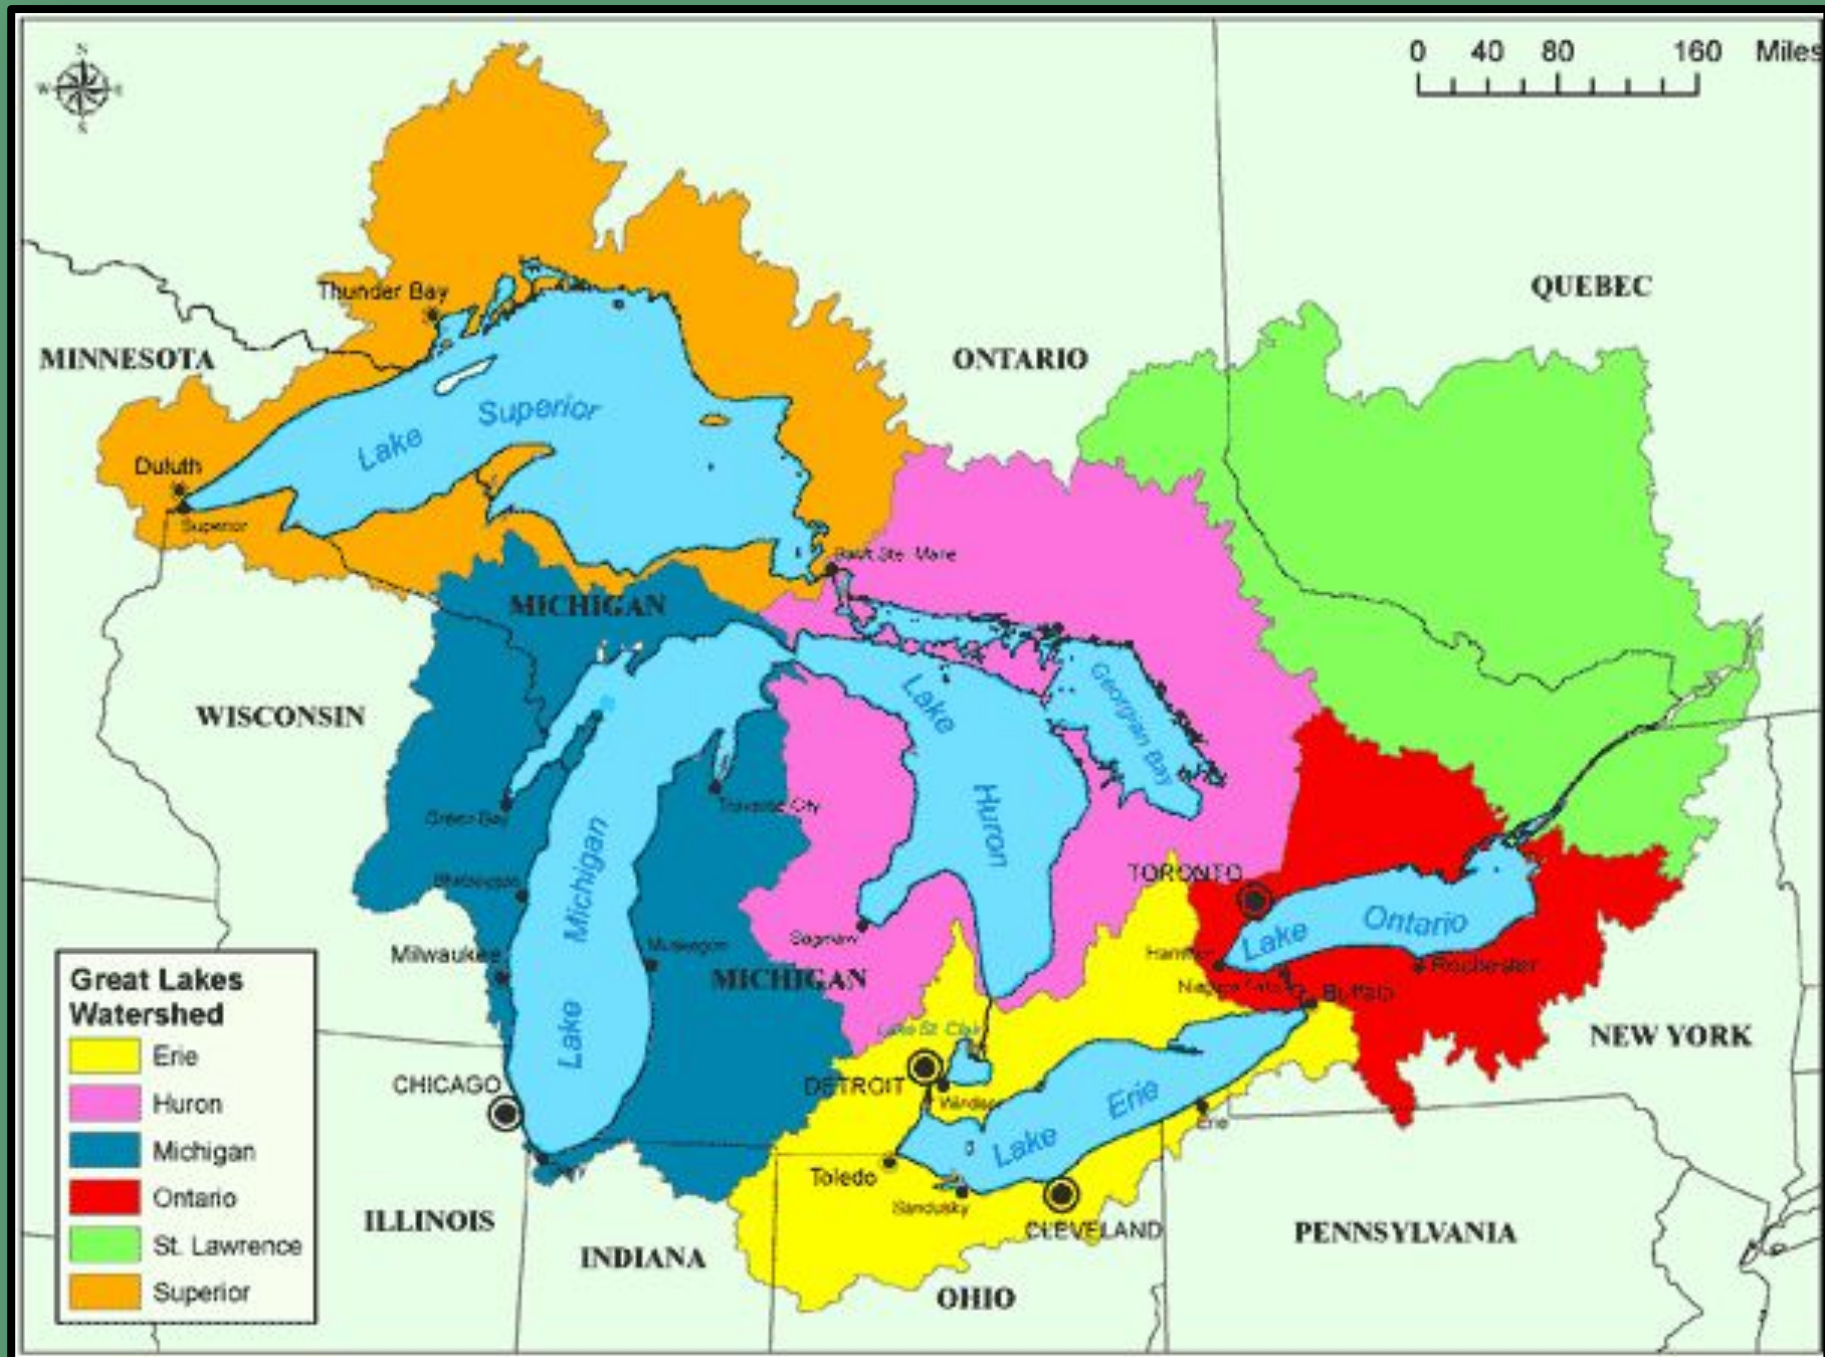 N
W E
S
0 40 80 160 Miles
QUEBEC
Thunder Bay
MINNESOTA
ONTARIO
Lake Superior
Duluth
Superior
Sault Ste. Marie
MICHIGAN
WISCONSIN
Lake Huron
Georgian Bay
Green Bay
Traverse City
Lake Michigan
Sheboygan
TORONTO
Lake Ontario
Milwaukee
Muskegon
Saginaw
MICHIGAN
Rochester
Buffalo
NEW YORK
Lake St. Clair
CHICAGO
DETROIT
Windsor
Lake Erie
Erie
Toledo
Sandusky
CLEVELAND
ILLINOIS
INDIANA
OHIO
PENNSYLVANIA
Great Lakes
Watershed
Erie
Huron
Michigan
Ontario
St. Lawrence
Superior